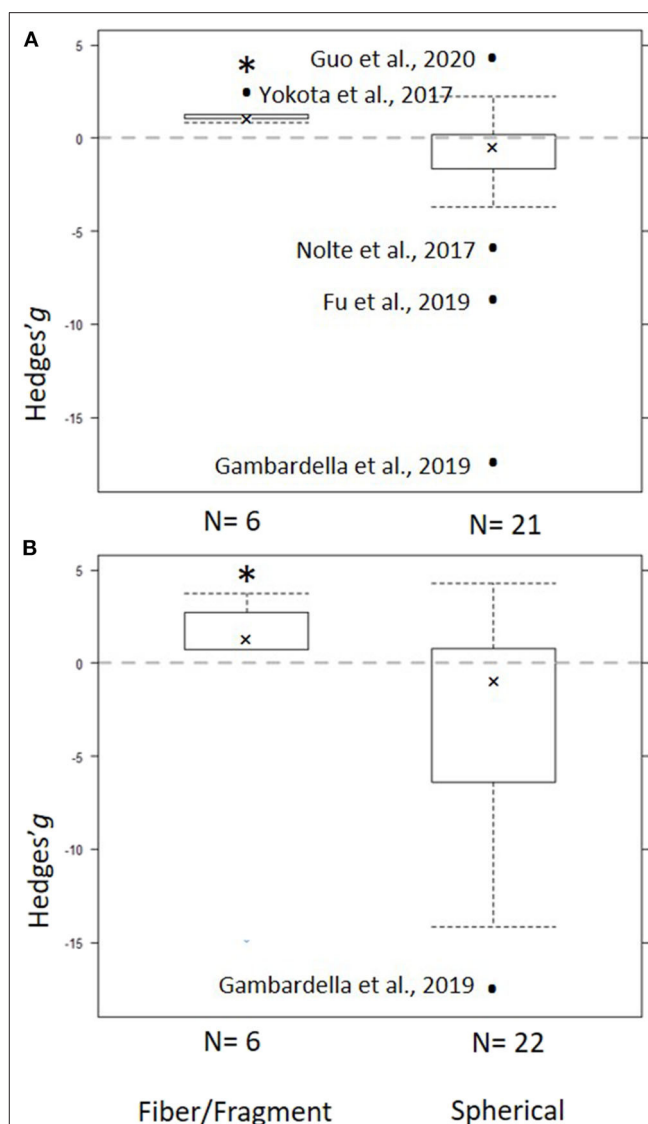 A
5
*
Guo et al., 2020
Yokota et al., 2017
0
-5
Nolte et al., 2017
Fu et al., 2019
-10
-15
Gambardella et al., 2019
Hedges'g
N= 6
N= 21
B
5
*
0
-5
-10
-15
Gambardella et al., 2019
Hedges'g
N= 6
N= 22
Fiber/Fragment
Spherical